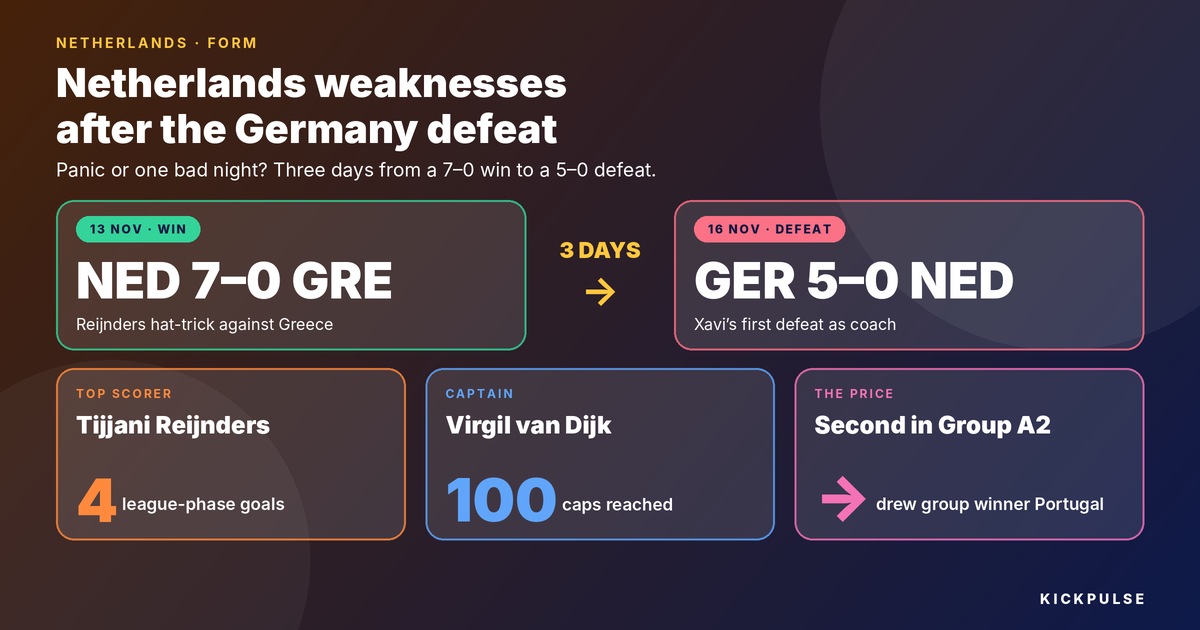 NETHERLANDS · FORM
Netherlands weaknesses
after the Germany defeat
Panic or one bad night? Three days from a 7–0 win to a 5–0 defeat.
13 NOV · WIN
NED 7–0 GRE
Reijnders hat-trick against Greece
3 DAYS
→
16 NOV · DEFEAT
GER 5–0 NED
Xavi’s first defeat as coach
TOP SCORER
Tijjani Reijnders
4 league-phase goals
CAPTAIN
Virgil van Dijk
100 caps reached
THE PRICE
Second in Group A2
→ drew group winner Portugal
KICKPULSE